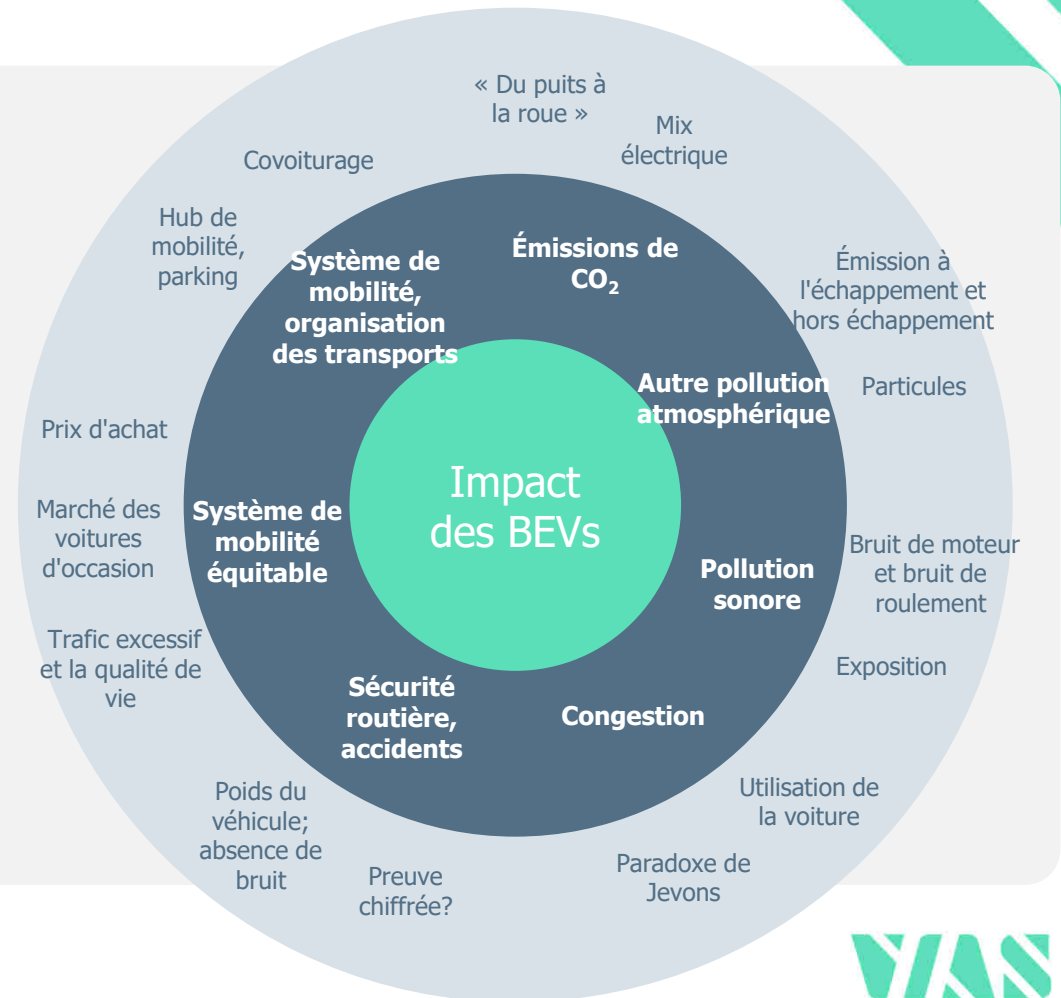 « Du puits à
la roue »
Mix
électrique
Covoiturage
Hub de
mobilité,
parking
Système de
mobilité,
organisation
des transports
Émissions de
CO₂
Émission à
l'échappement et
hors échappement
Autre pollution
atmosphérique
Particules
Prix d'achat
Impact
des BEVs
Marché des
voitures
d'occasion
Système de
mobilité
équitable
Pollution
sonore
Bruit de moteur
et bruit de
roulement
Trafic excessif
et la qualité de
vie
Exposition
Sécurité
routière,
accidents
Congestion
Poids du
véhicule;
absence de
bruit
Preuve
chiffrée?
Utilisation de
la voiture
Paradoxe de
Jevons